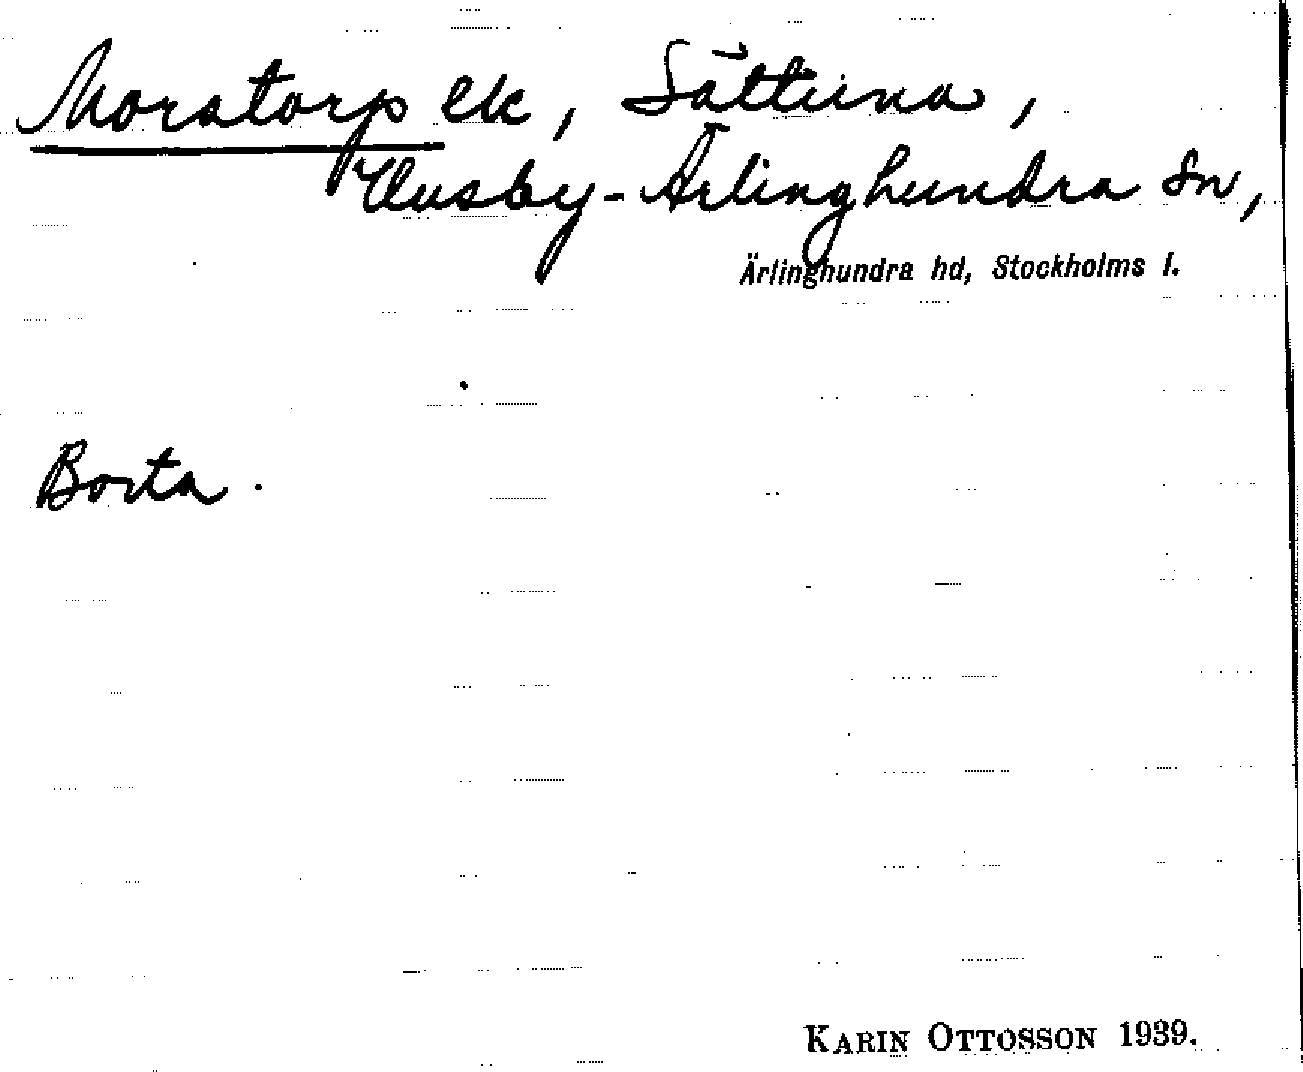 Moratorp ek, Sättuna,
Husby-Ärlinghundra Sn,
Ärlinghundra hd, Stockholms l.
Borta.
KARIN OTTOSSON 1939.